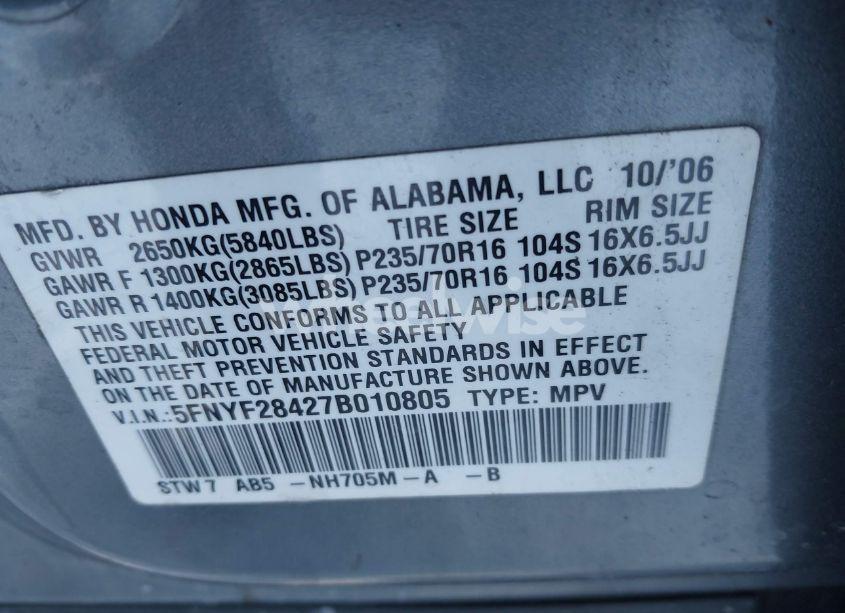 MFD. BY HONDA MFG. OF ALABAMA, LLC 10/'06
GVWR 2650KG(5840LBS) TIRE SIZE RIM SIZE
GAWR F 1300KG(2865LBS) P235/70R16 104S 16X6.5JJ
GAWR R 1400KG(3085LBS) P235/70R16 104S 16X6.5JJ
THIS VEHICLE CONFORMS TO ALL APPLICABLE
FEDERAL MOTOR VEHICLE SAFETY
AND THEFT PREVENTION STANDARDS IN EFFECT
ON THE DATE OF MANUFACTURE SHOWN ABOVE.
V.I.N.: 5FNYF28427B010805 TYPE: MPV
STW7 AB5 -NH705M-A -B
wheelwise